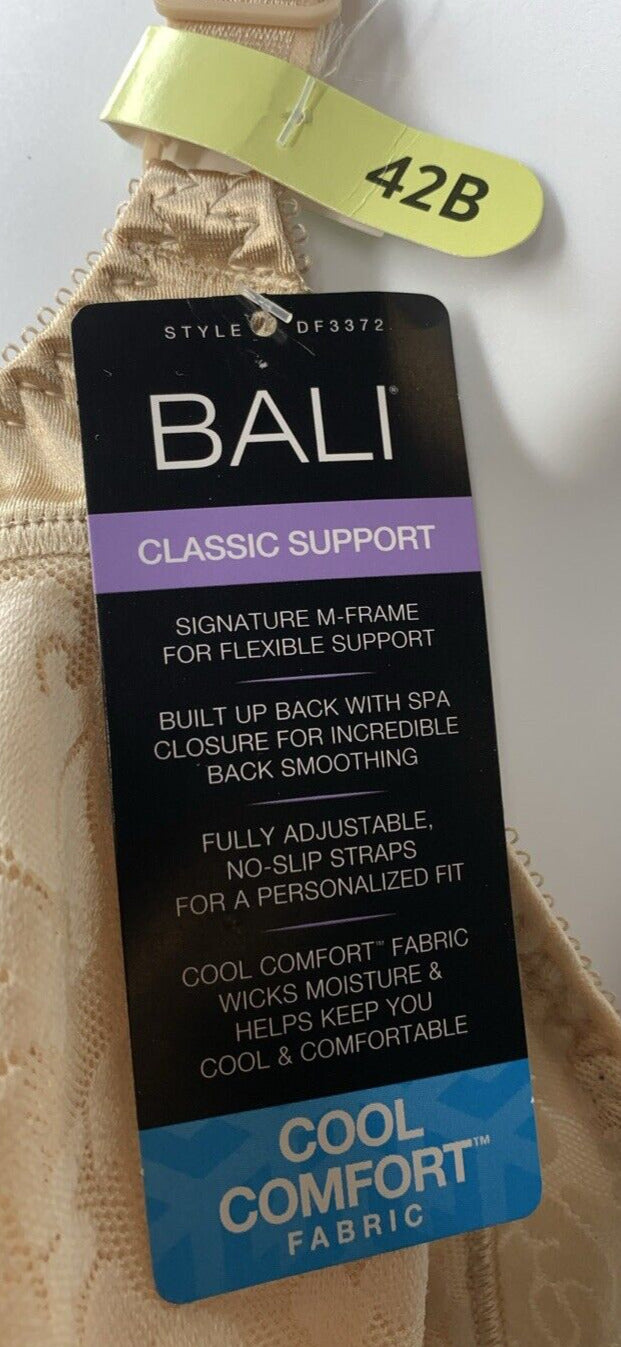 42B
STYLE DF3372
BALI®
CLASSIC SUPPORT
SIGNATURE M-FRAME
FOR FLEXIBLE SUPPORT
BUILT UP BACK WITH SPA
CLOSURE FOR INCREDIBLE
BACK SMOOTHING
FULLY ADJUSTABLE,
NO-SLIP STRAPS
FOR A PERSONALIZED FIT
COOL COMFORT™ FABRIC
WICKS MOISTURE &
HELPS KEEP YOU
COOL & COMFORTABLE
COOL
COMFORT™
FABRIC